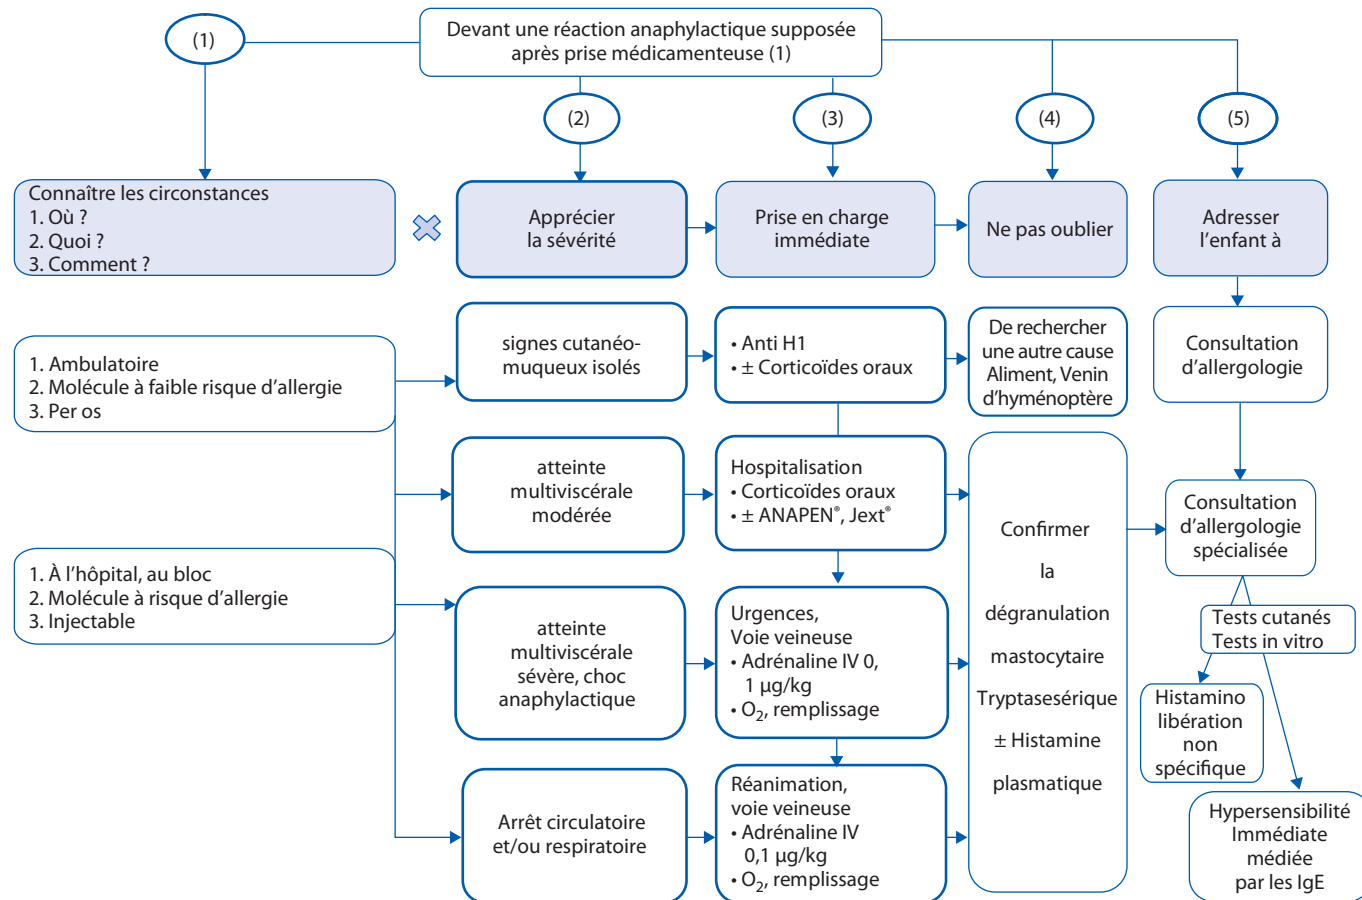 Devant une réaction anaphylactique supposée
après prise médicamenteuse (1)
(1)
(2)
(3)
(4)
(5)
Connaître les circonstances
1. Où ?
2. Quoi ?
3. Comment ?
Apprécier
la sévérité
Prise en charge
immédiate
Ne pas oublier
Adresser
l'enfant à
1. Ambulatoire
2. Molécule à faible risque d'allergie
3. Per os
signes cutanéo-
muqueux isolés
• Anti H1
• ± Corticoïdes oraux
De rechercher
une autre cause
Aliment, Venin
d'hyménoptère
Consultation
d'allergologie
atteinte
multiviscérale
modérée
Hospitalisation
• Corticoïdes oraux
• ± ANAPEN®, Jext®
Confirmer
la
dégranulation
mastocytaire
Tryptasesérique
± Histamine
plasmatique
Consultation
d'allergologie
spécialisée
1. À l'hôpital, au bloc
2. Molécule à risque d'allergie
3. Injectable
atteinte
multiviscérale
sévère, choc
anaphylactique
Urgences,
Voie veineuse
• Adrénaline IV 0,
1 µg/kg
• O₂, remplissage
Tests cutanés
Tests in vitro
Histamino
libération
non
spécifique
Arrêt circulatoire
et/ou respiratoire
Réanimation,
voie veineuse
• Adrénaline IV
0,1 µg/kg
• O₂, remplissage
Hypersensibilité
Immédiate
médiée
par les IgE